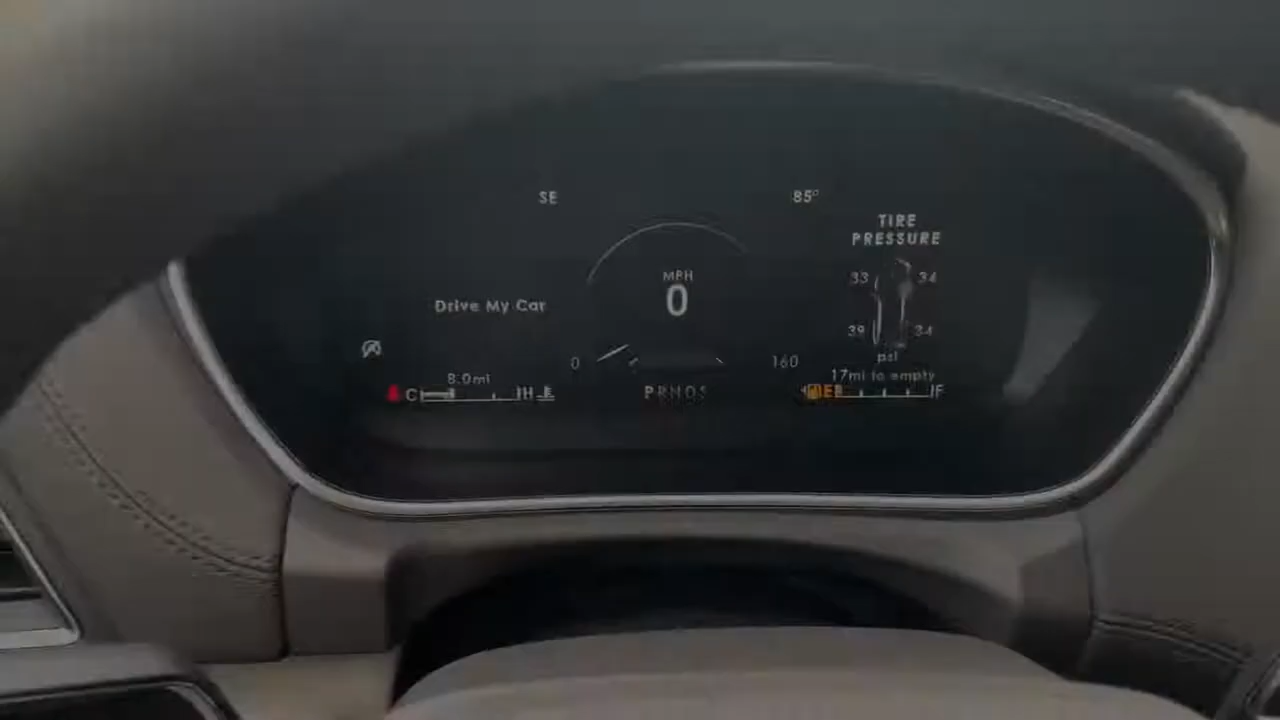 SE
85°
TIRE
PRESSURE
33
34
MPH
0
Drive My Car
39
34
psi
0
160
8.0mi
17mi to empty
C
H
PRNDS
E
F